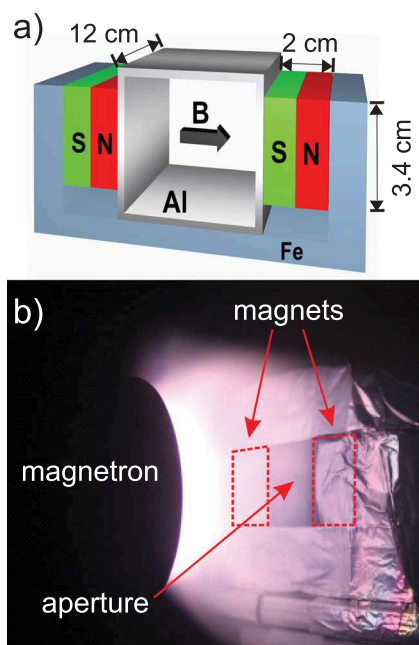 a)
12 cm
2 cm
B
S N
S N
3.4 cm
Al
Fe
b)
magnets
magnetron
aperture